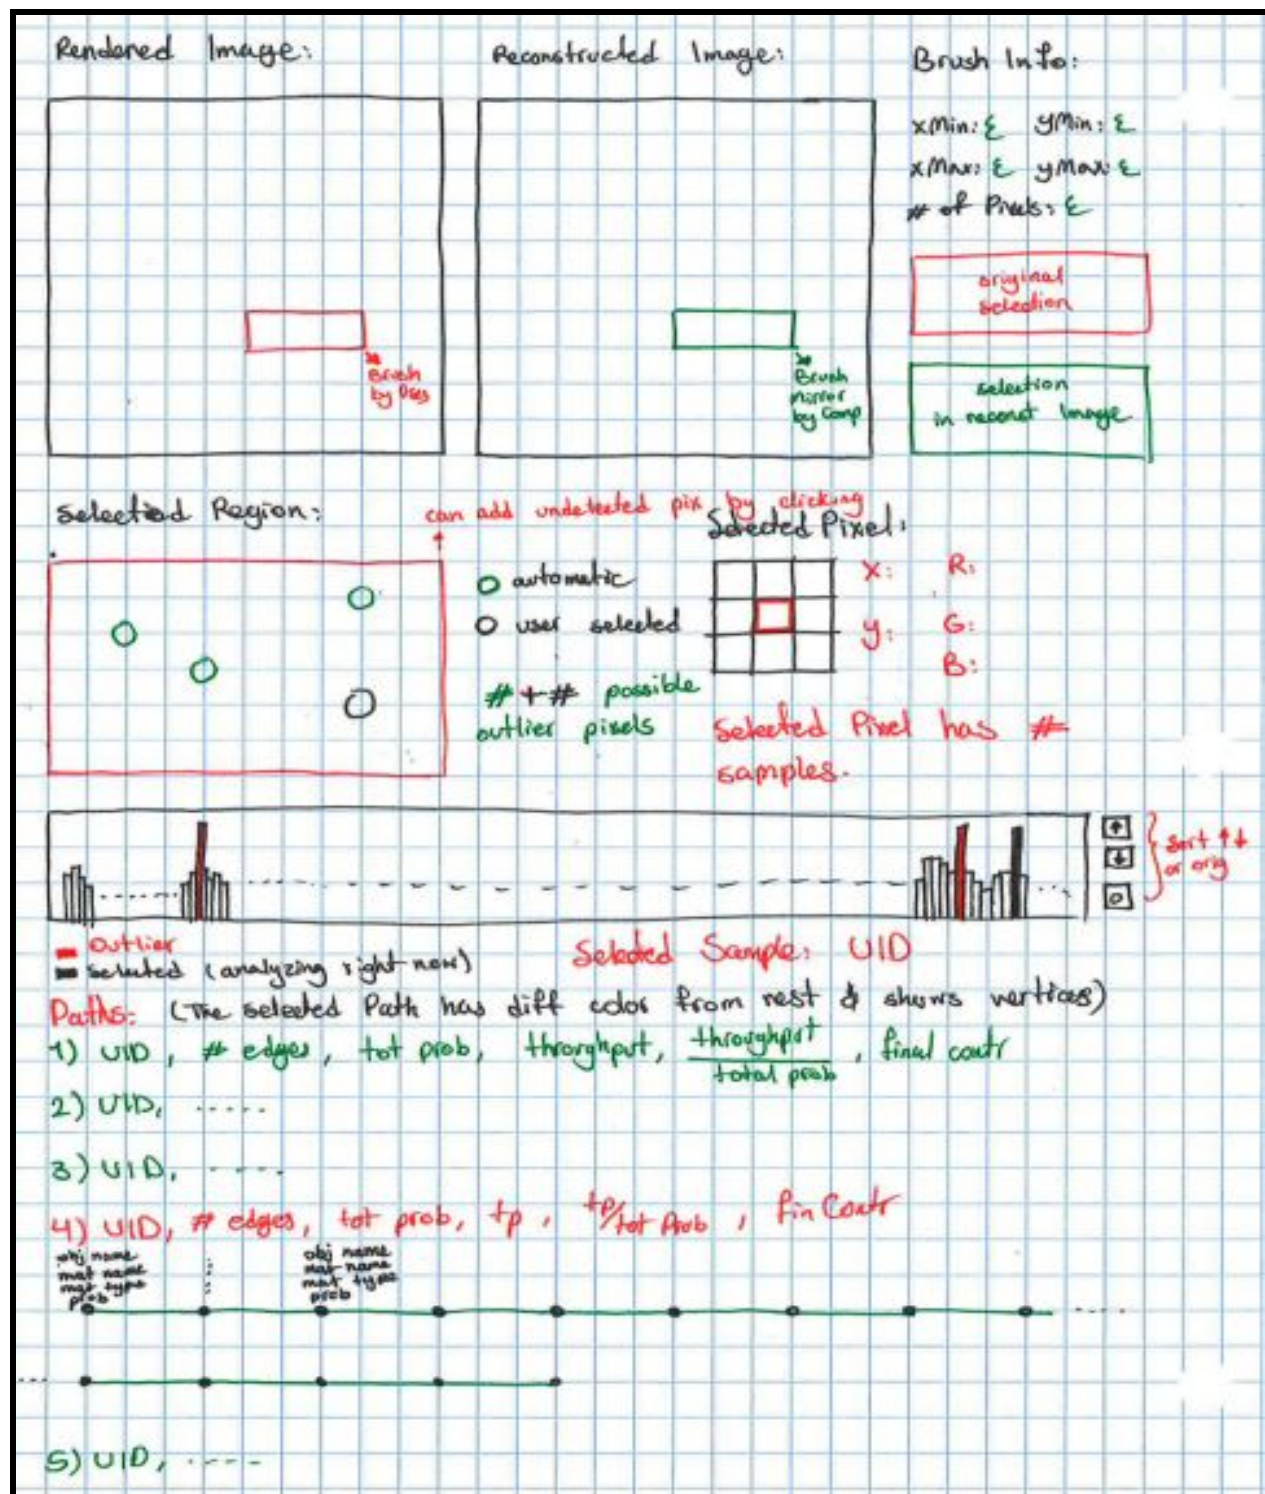 Rendered Image:
Reconstructed Image:
Brush Info:
xMin: ξ yMin: ξ
xMax: ξ yMax: ξ
# of Pixels: ξ
original
selection
selection
in reconst Image
Brush
by User
Brush
mirror
by Comp
Selected Region:
can add undetected pix by clicking
Selected Pixel:
automatic
user selected
# + # possible
outlier pixels
X: R:
y: G:
B:
Selected Pixel has #
samples.
Sort ↑↓
or orig
Outlier
Selected (analyzing right now)
Selected Sample: UID
Paths: (The selected Path has diff color from rest & shows vertices)
1) UID, # edges, tot prob, throughput, throughput / total prob, final contr
2) UID, .....
3) UID, .....
4) UID, # edges, tot prob, tp, tp/tot Prob, fin Contr
obj name
mat name
mat type
prob
obj name
mat name
mat type
prob
5) UID, .....